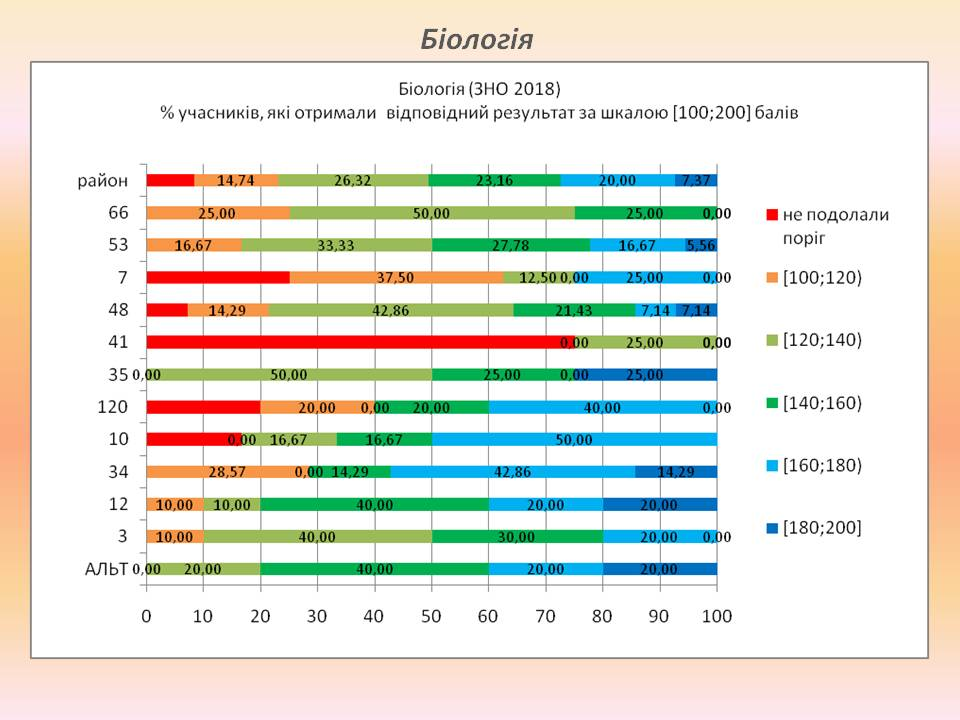 Біологія
Біологія (ЗНО 2018)
% учасників, які отримали відповідний результат за шкалою [100;200] балів
район 14,74 26,32 23,16 20,00 7,37
66 25,00 50,00 25,00 0,00
53 16,67 33,33 27,78 16,67 5,56
7 37,50 12,50 0,00 25,00 0,00
48 14,29 42,86 21,43 7,14 7,14
41 0,00 25,00 0,00
35 0,00 50,00 25,00 0,00 25,00
120 20,00 0,00 20,00 40,00 0,00
10 0,00 16,67 16,67 50,00
34 28,57 0,00 14,29 42,86 14,29
12 10,00 10,00 40,00 20,00 20,00
3 10,00 40,00 30,00 20,00 0,00
АЛЬТ 0,00 20,00 40,00 20,00 20,00
0 10 20 30 40 50 60 70 80 90 100
не подолали
поріг
[100;120)
[120;140)
[140;160)
[160;180)
[180;200]